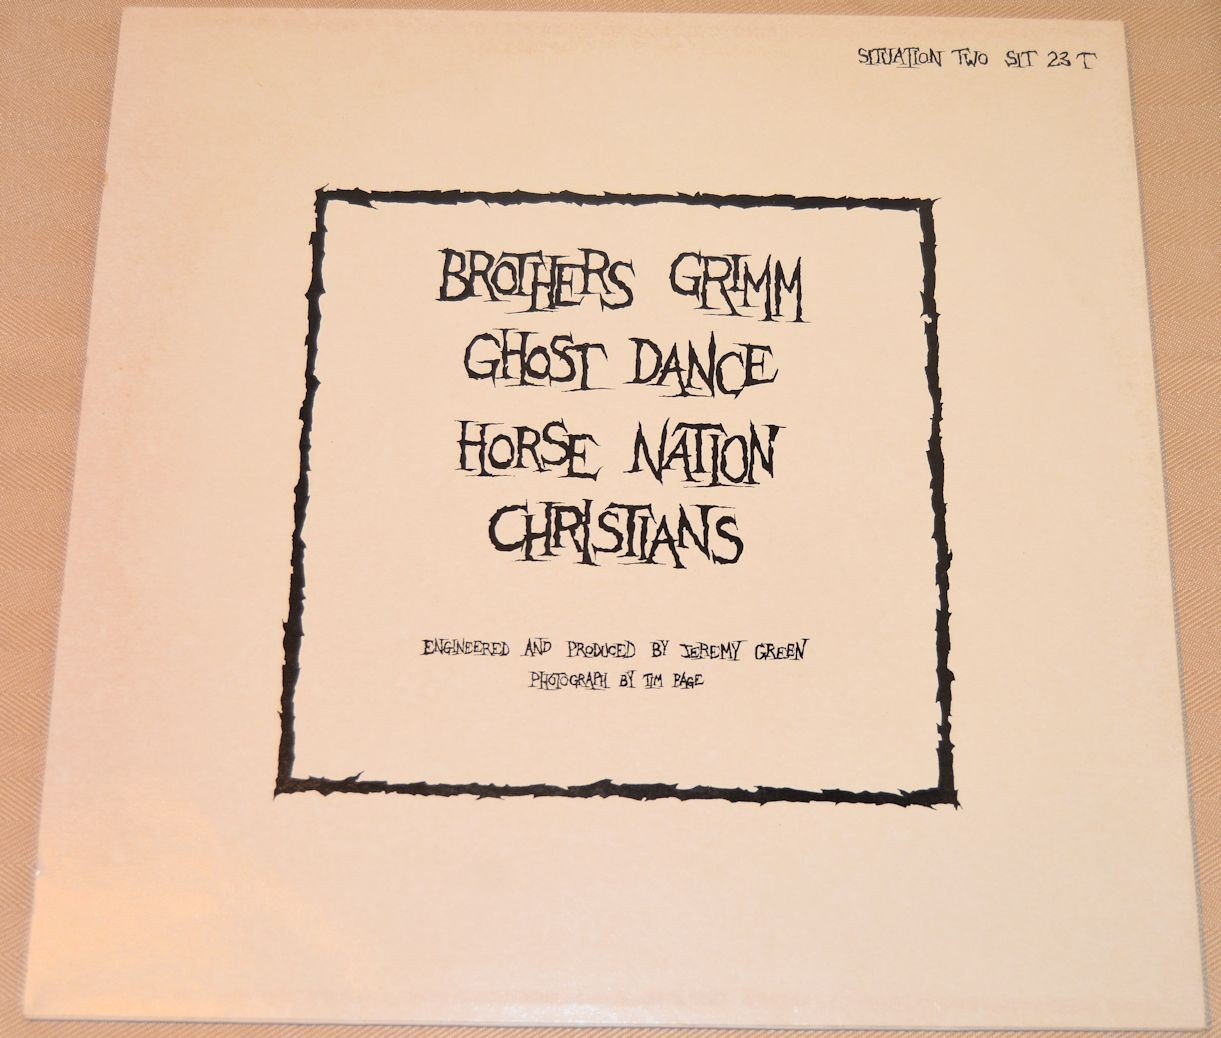 SITUATION TWO SIT 23 T
BROTHERS GRIMM
GHOST DANCE
HORSE NATION
CHRISTIANS
ENGINEERED AND PRODUCED BY JEREMY GREEN
PHOTOGRAPH BY TIM PAGE